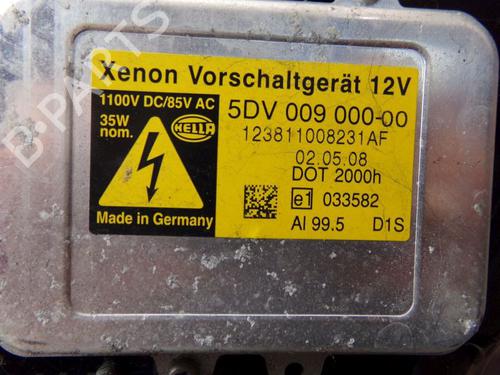 B-PARTS
Xenon Vorschaltgerät 12V
1100V DC/85V AC
35W
nom.
HELLA
5DV 009 000-00
123811008231AF
02.05.08
DOT 2000h
e1 033582
Made in Germany
Al 99.5 D1S